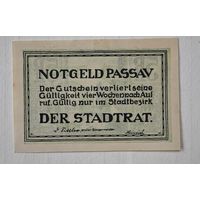 NOTGELD PASSAV
Der Gutschein verliert seine
Gültigkeit vier Wochen nach Auf
ruf. Gültig nur im Stadtbezirk
DER STADTRAT.